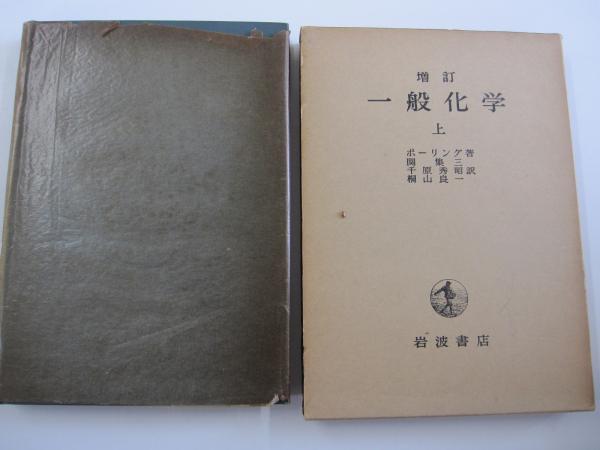 増訂
一般化学
上
ポーリング著
関集三
千原秀昭訳
桐山良一
岩波書店